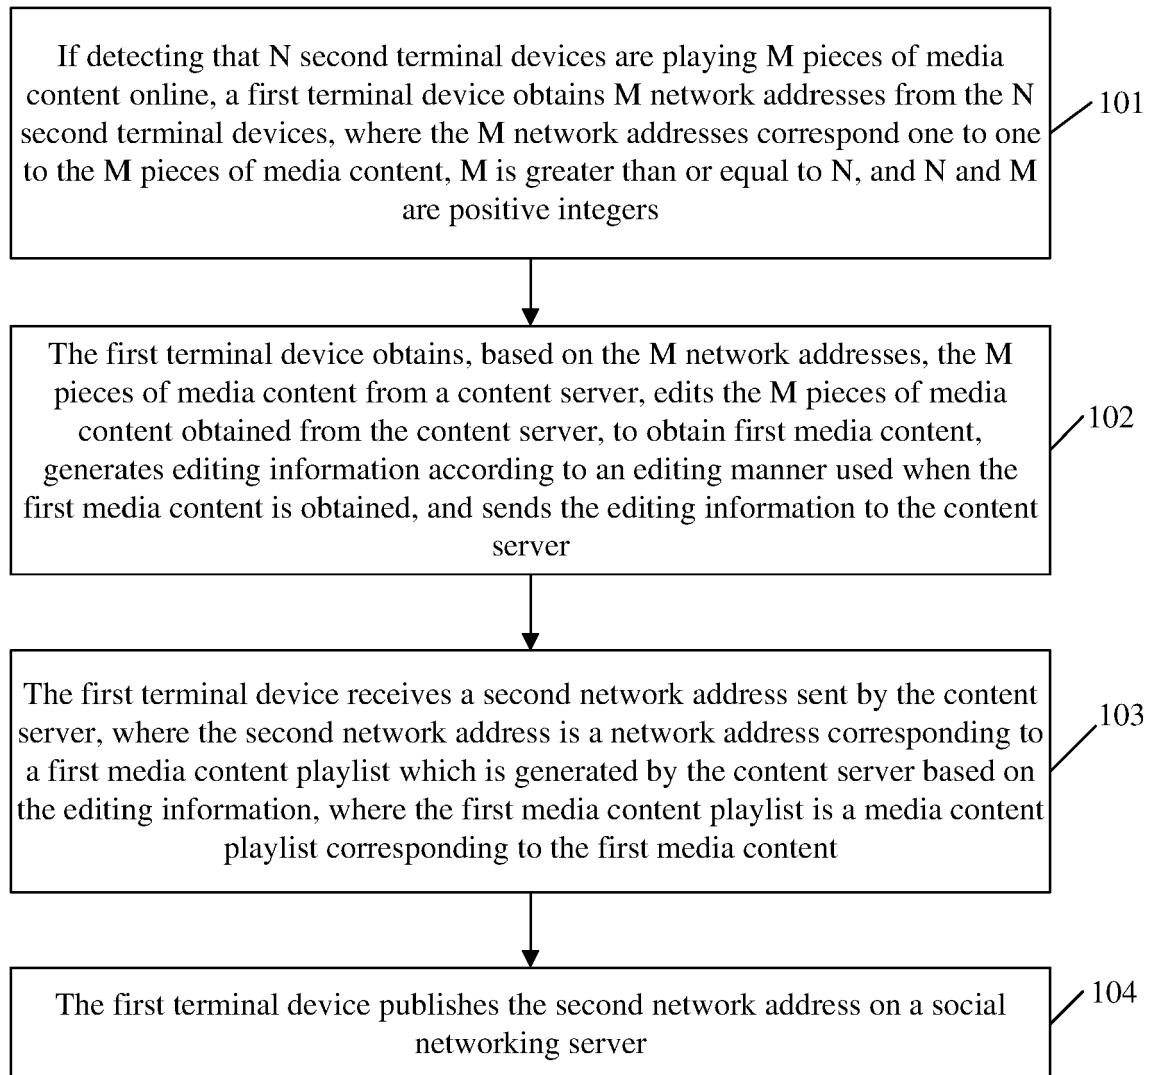 If detecting that N second terminal devices are playing M pieces of media
content online, a first terminal device obtains M network addresses from the N
second terminal devices, where the M network addresses correspond one to one
to the M pieces of media content, M is greater than or equal to N, and N and M
are positive integers
101
The first terminal device obtains, based on the M network addresses, the M
pieces of media content from a content server, edits the M pieces of media
content obtained from the content server, to obtain first media content,
generates editing information according to an editing manner used when the
first media content is obtained, and sends the editing information to the content
server
102
The first terminal device receives a second network address sent by the content
server, where the second network address is a network address corresponding to
a first media content playlist which is generated by the content server based on
the editing information, where the first media content playlist is a media content
playlist corresponding to the first media content
103
The first terminal device publishes the second network address on a social
networking server
104